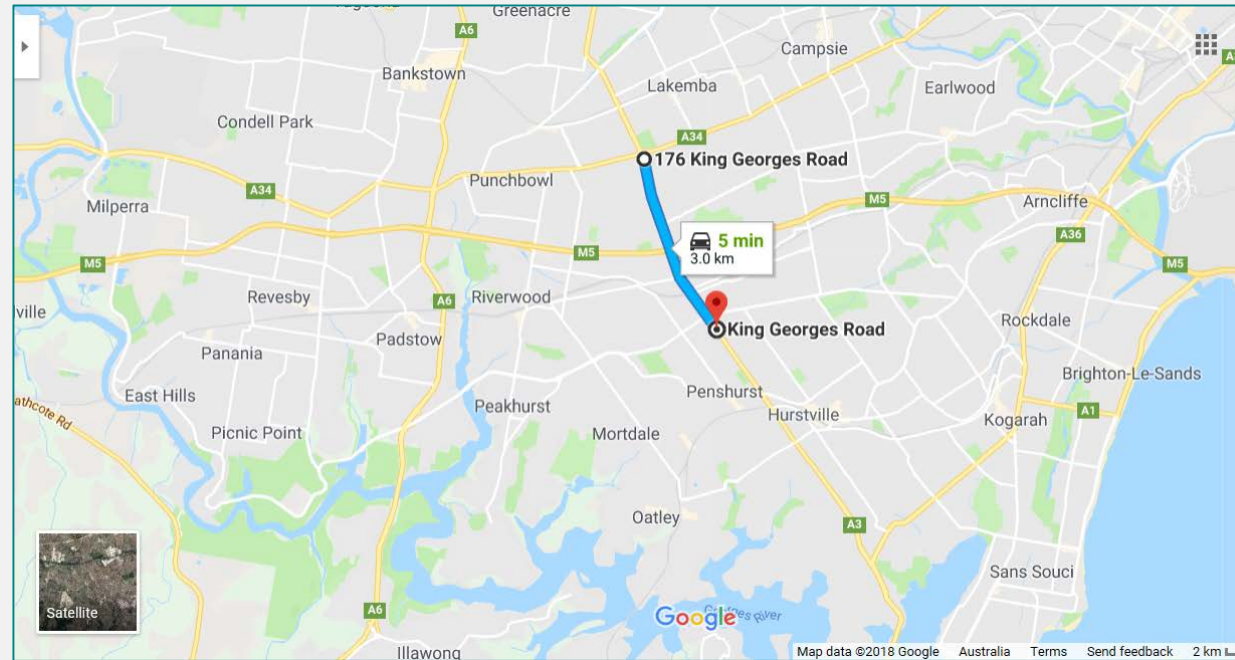 Greenacre
A6
Campsie
Bankstown
Lakemba
Earlwood
Condell Park
A34
176 King Georges Road
Punchbowl
A34
Milperra
M5
Arncliffe
A36
5 min
3.0 km
M5
M5
M5
Revesby
Riverwood
A6
ville
Rockdale
King Georges Road
Padstow
Panania
Brighton-Le-Sands
Penshurst
East Hills
Peakhurst
Hurstville
A1
Kogarah
athcote Rd
Picnic Point
Mortdale
Oatley
A3
Sans Souci
Satellite
A6
Google
Georges River
Illawong
Map data ©2018 Google Australia Terms Send feedback 2 km